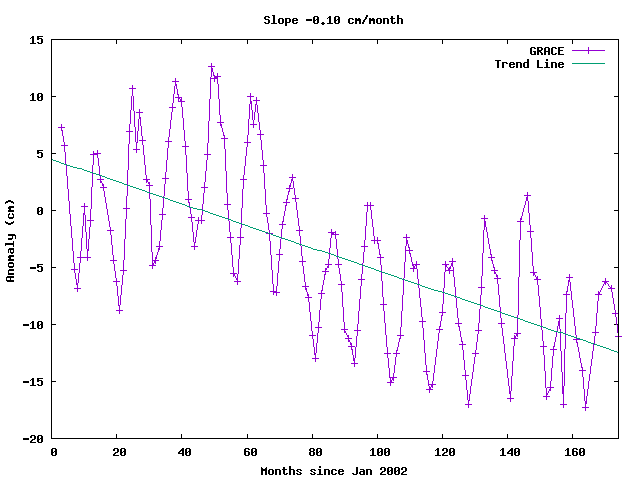 Slope -0.10 cm/month
15
GRACE
Trend Line
10
5
0
-5
-10
-15
-20
Anomaly (cm)
0 20 40 60 80 100 120 140 160
Months since Jan 2002